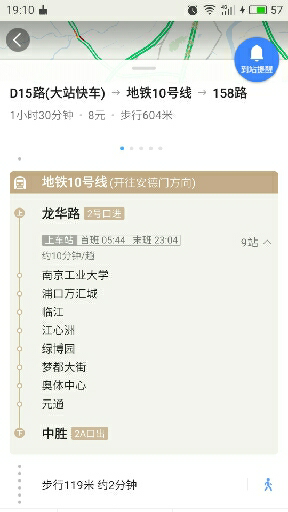 19:10
57
到站提醒
D15路(大站快车) → 地铁10号线 → 158路
1小时30分钟 · 8元 · 步行604米
地铁10号线(开往安德门方向)
上 龙华路 2号口进
上车站 首班 05:44 末班 23:04 9站
约10分钟/趟
南京工业大学
浦口万汇城
临江
江心洲
绿博园
梦都大街
奥体中心
元通
下 中胜 2A口出
步行119米 约2分钟